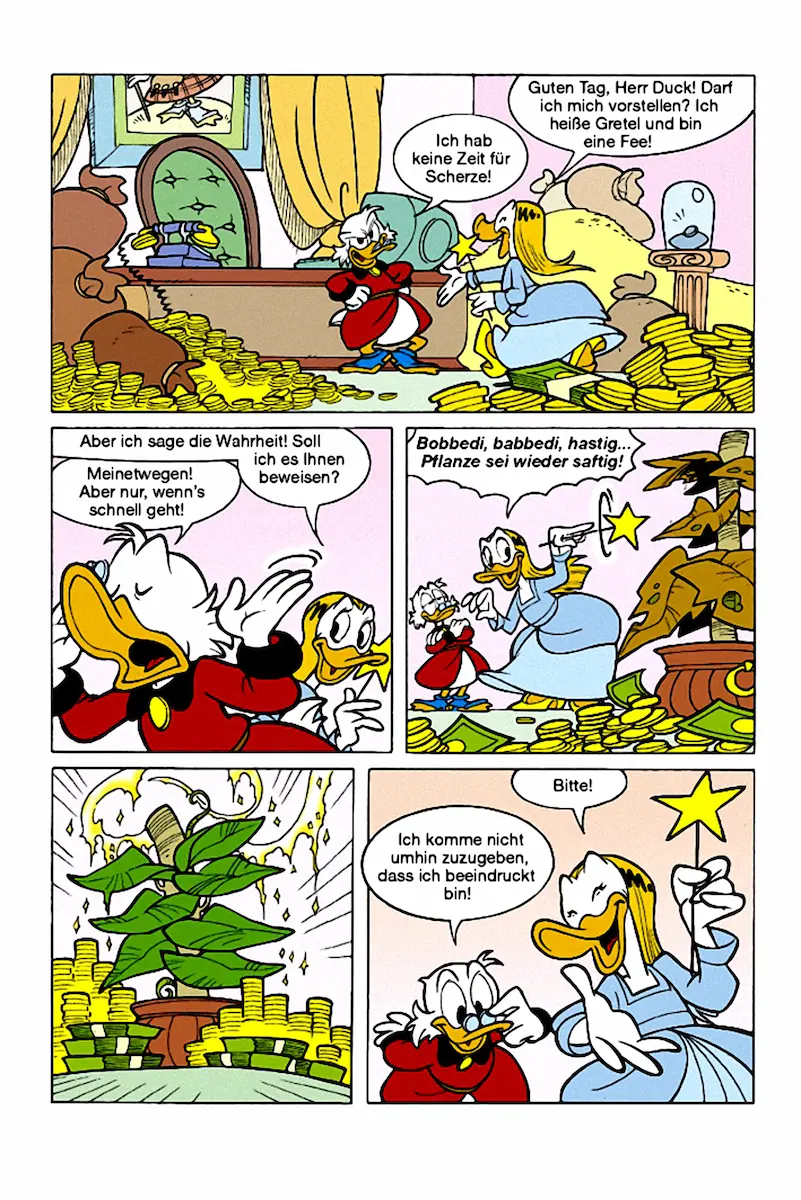 Guten Tag, Herr Duck! Darf
ich mich vorstellen? Ich
heiße Gretel und bin
eine Fee!
Ich hab
keine Zeit für
Scherze!
Aber ich sage die Wahrheit! Soll
ich es Ihnen
beweisen?
Meinetwegen!
Aber nur, wenn's
schnell geht!
Bobbedi, babbedi, hastig...
Pflanze sei wieder saftig!
Bitte!
Ich komme nicht
umhin zuzugeben,
dass ich beeindruckt
bin!